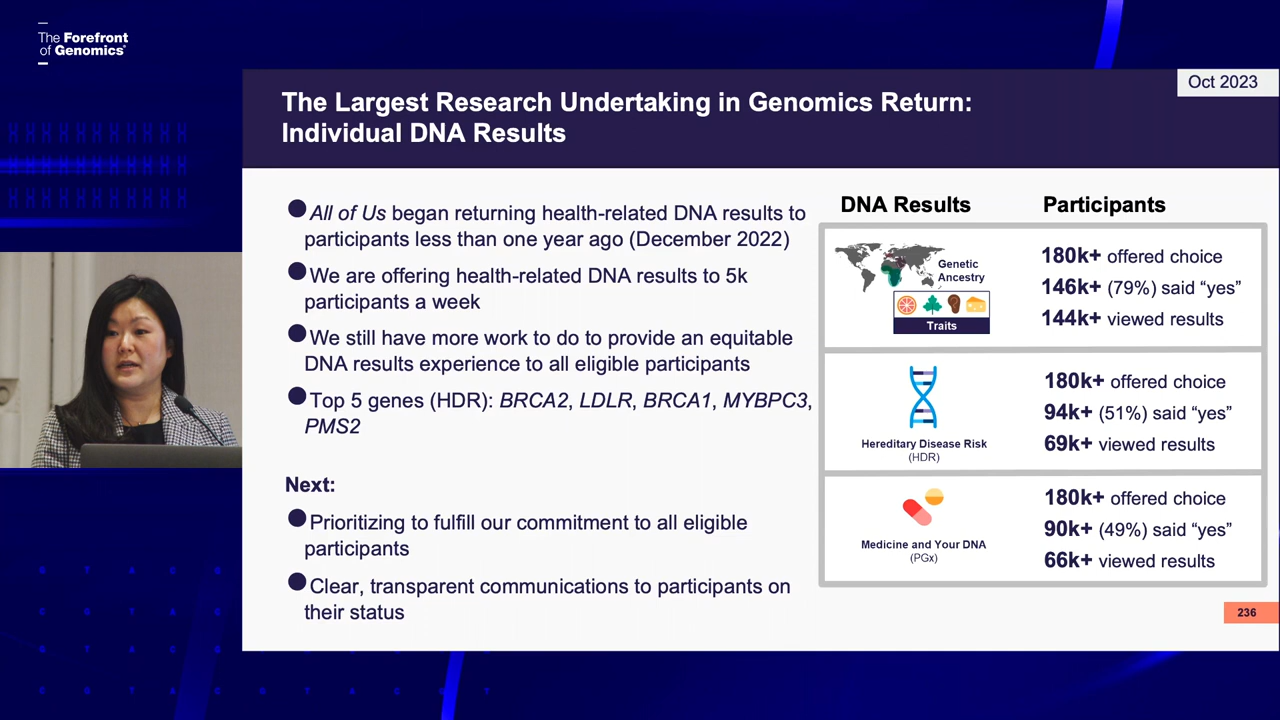 The Forefront
of Genomics®
Oct 2023
The Largest Research Undertaking in Genomics Return:
Individual DNA Results
● All of Us began returning health-related DNA results to
participants less than one year ago (December 2022)
● We are offering health-related DNA results to 5k
participants a week
● We still have more work to do to provide an equitable
DNA results experience to all eligible participants
● Top 5 genes (HDR): BRCA2, LDLR, BRCA1, MYBPC3,
PMS2
Next:
● Prioritizing to fulfill our commitment to all eligible
participants
● Clear, transparent communications to participants on
their status
DNA Results
Participants
Genetic
Ancestry
Traits
180k+ offered choice
146k+ (79%) said “yes”
144k+ viewed results
Hereditary Disease Risk
(HDR)
180k+ offered choice
94k+ (51%) said “yes”
69k+ viewed results
Medicine and Your DNA
(PGx)
180k+ offered choice
90k+ (49%) said “yes”
66k+ viewed results
236